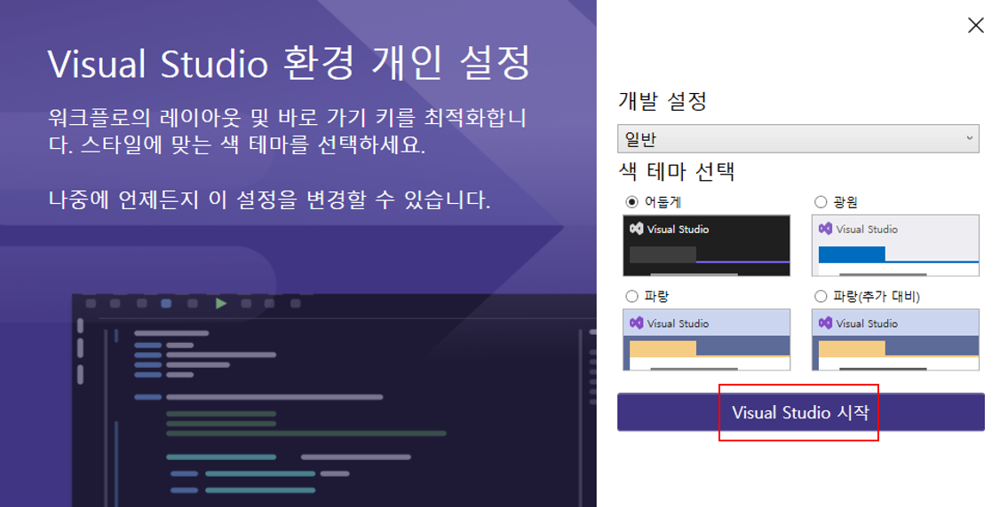 Visual Studio 환경 개인 설정
워크플로의 레이아웃 및 바로 가기 키를 최적화합니
다. 스타일에 맞는 색 테마를 선택하세요.
나중에 언제든지 이 설정을 변경할 수 있습니다.
개발 설정
일반
색 테마 선택
어둡게
광원
Visual Studio
Visual Studio
파랑
파랑(추가 대비)
Visual Studio
Visual Studio
Visual Studio 시작